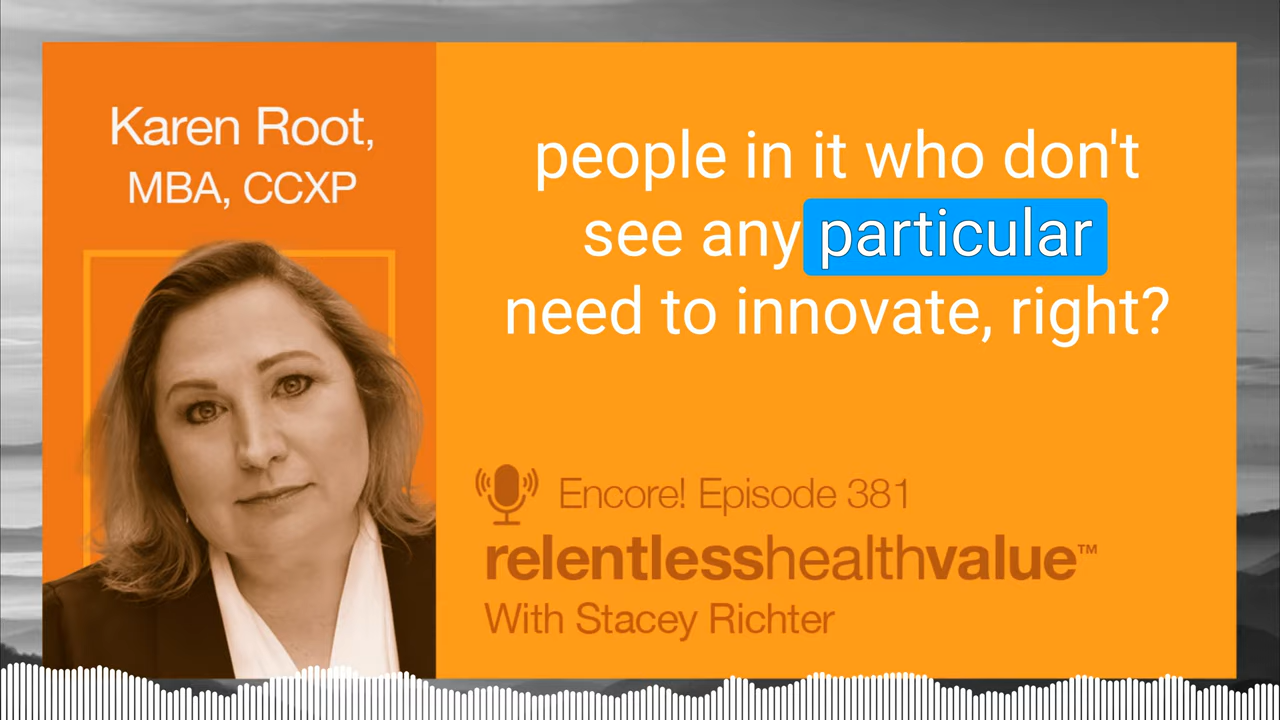 Karen Root,
MBA, CCXP
people in it who don't
see any particular
need to innovate, right?
Encore! Episode 381
relentlesshealthvalue™
With Stacey Richter